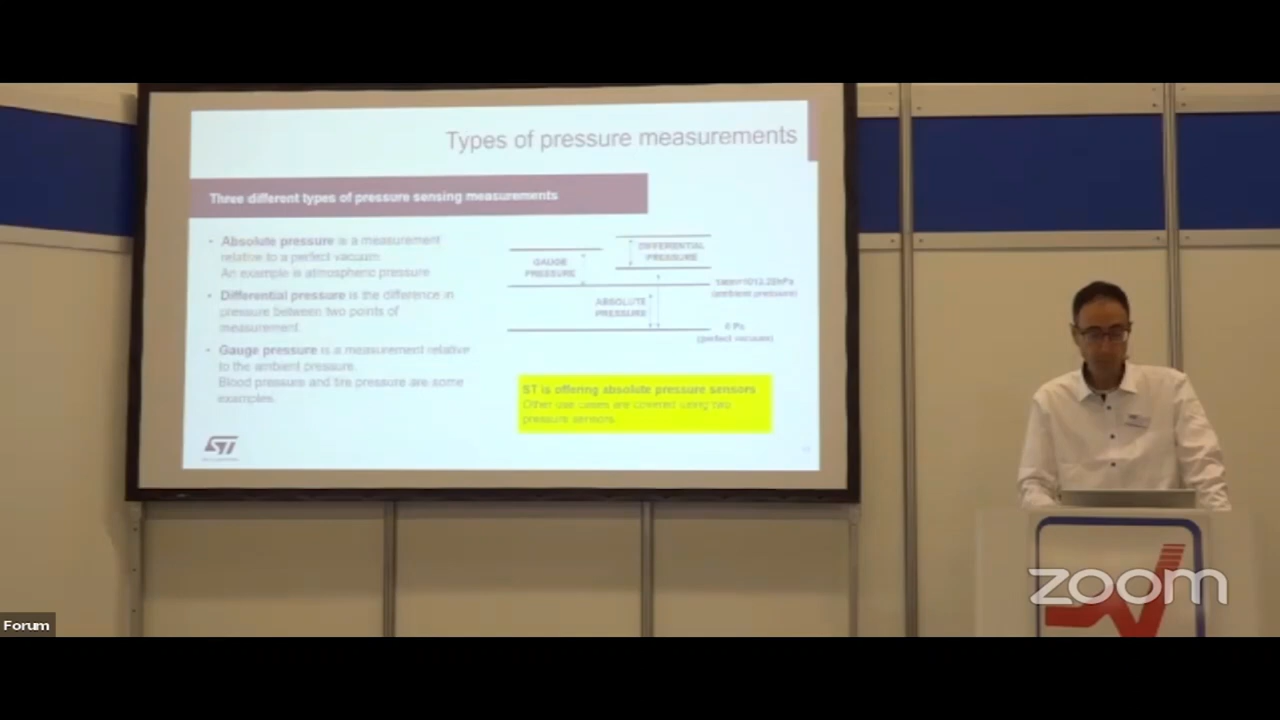 Types of pressure measurements
Three different types of pressure sensing measurements
• Absolute pressure is a measurement
relative to a perfect vacuum
An example is atmospheric pressure
• Differential pressure is the difference in
pressure between two points of
measurement.
• Gauge pressure is a measurement relative
to the ambient pressure.
Blood pressure and tire pressure are some
examples.
GAUGE
PRESSURE
DIFFERENTIAL
PRESSURE
ABSOLUTE
PRESSURE
(ambient pressure)
0 Pa
(perfect vacuum)
ST is offering absolute pressure sensors
Other use cases are covered using two
pressure sensors.
ST
zoom
Forum